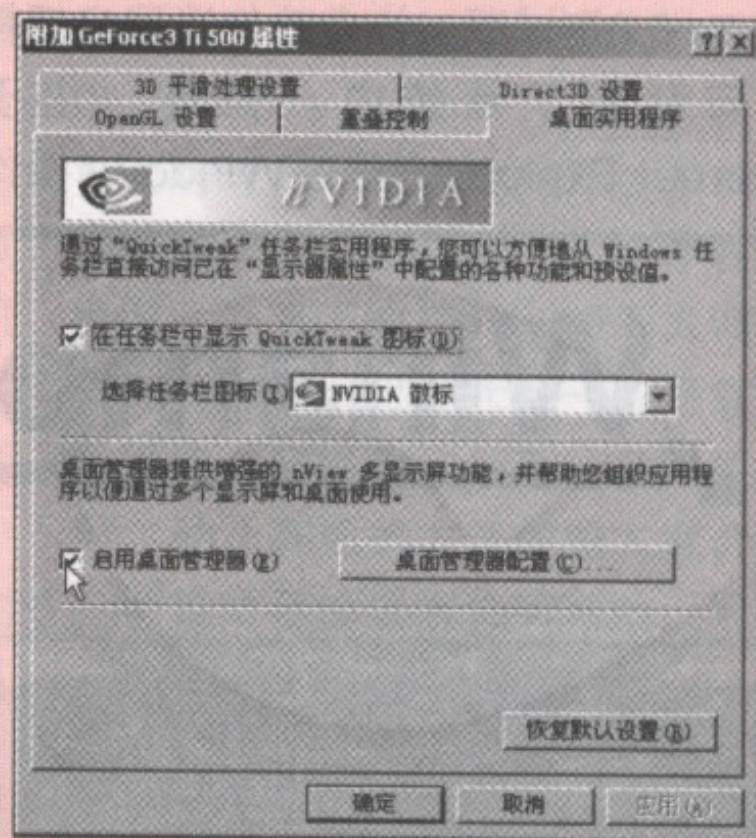 附加 GeForce3 Ti 500 属性
3D 平滑处理设置 Direct3D 设置
OpenGL 设置 重叠控制 桌面实用程序
nVIDIA
通过“QuickTweak”任务栏实用程序，您可以方便地从 Windows 任
务栏直接访问已在“显示器属性”中配置的各种功能和预设值。
在任务栏中显示 QuickTweak 图标(D)
选择任务栏图标(I) NVIDIA 徽标
桌面管理器提供增强的 nView 多显示屏功能，并帮助您组织应用程
序以便通过多个显示屏和桌面使用。
启用桌面管理器(E) 桌面管理器配置(C)...
恢复默认设置(R)
确定 取消 应用(A)